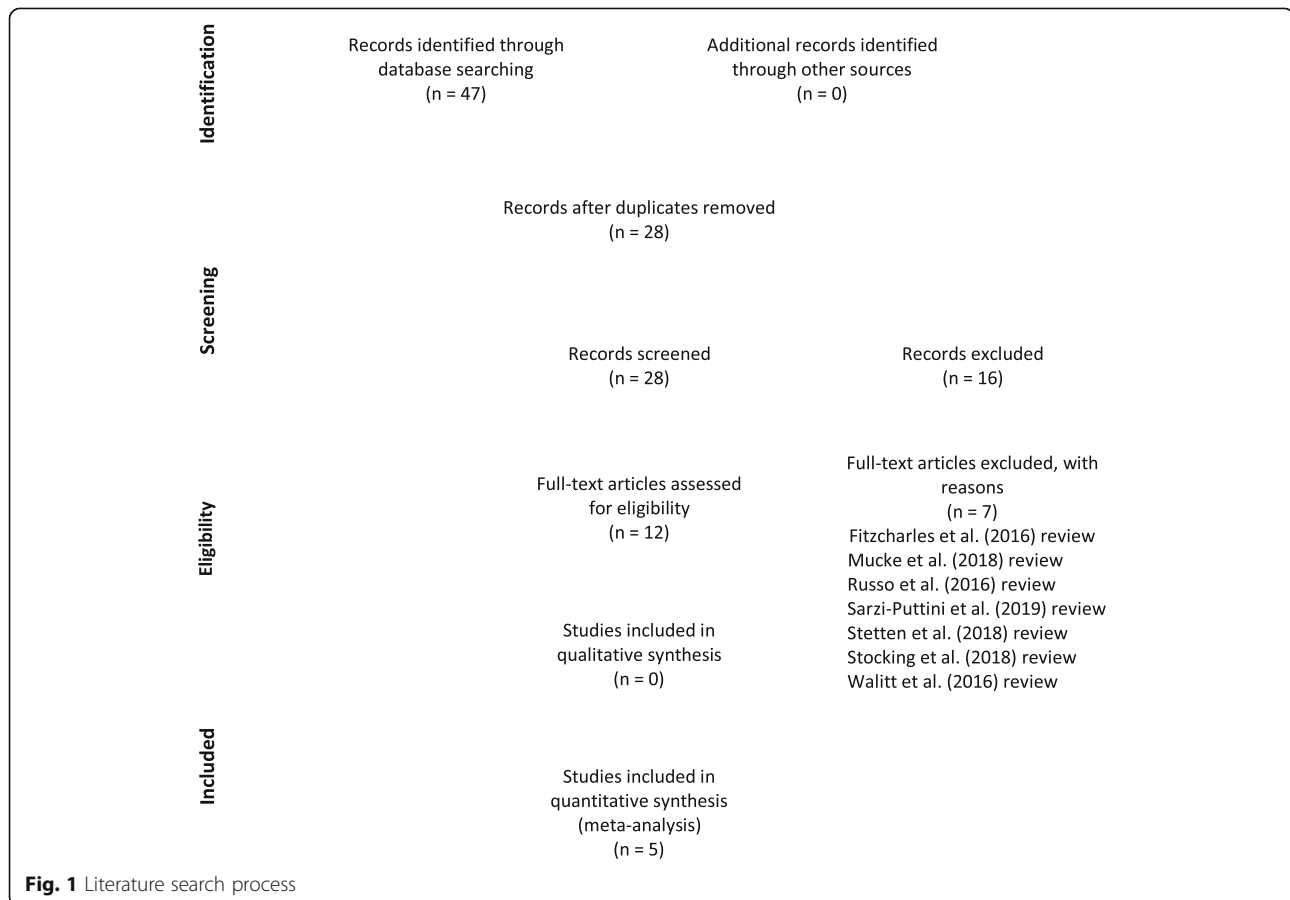 Identification
Records identified through
database searching
(n = 47)
Additional records identified
through other sources
(n = 0)
Records after duplicates removed
(n = 28)
Screening
Records screened
(n = 28)
Records excluded
(n = 16)
Eligibility
Full-text articles assessed
for eligibility
(n = 12)
Full-text articles excluded, with
reasons
(n = 7)
Fitzcharles et al. (2016) review
Mucke et al. (2018) review
Russo et al. (2016) review
Sarzi-Puttini et al. (2019) review
Stetten et al. (2018) review
Stocking et al. (2018) review
Walitt et al. (2016) review
Studies included in
qualitative synthesis
(n = 0)
Included
Studies included in
quantitative synthesis
(meta-analysis)
(n = 5)
Fig. 1 Literature search process